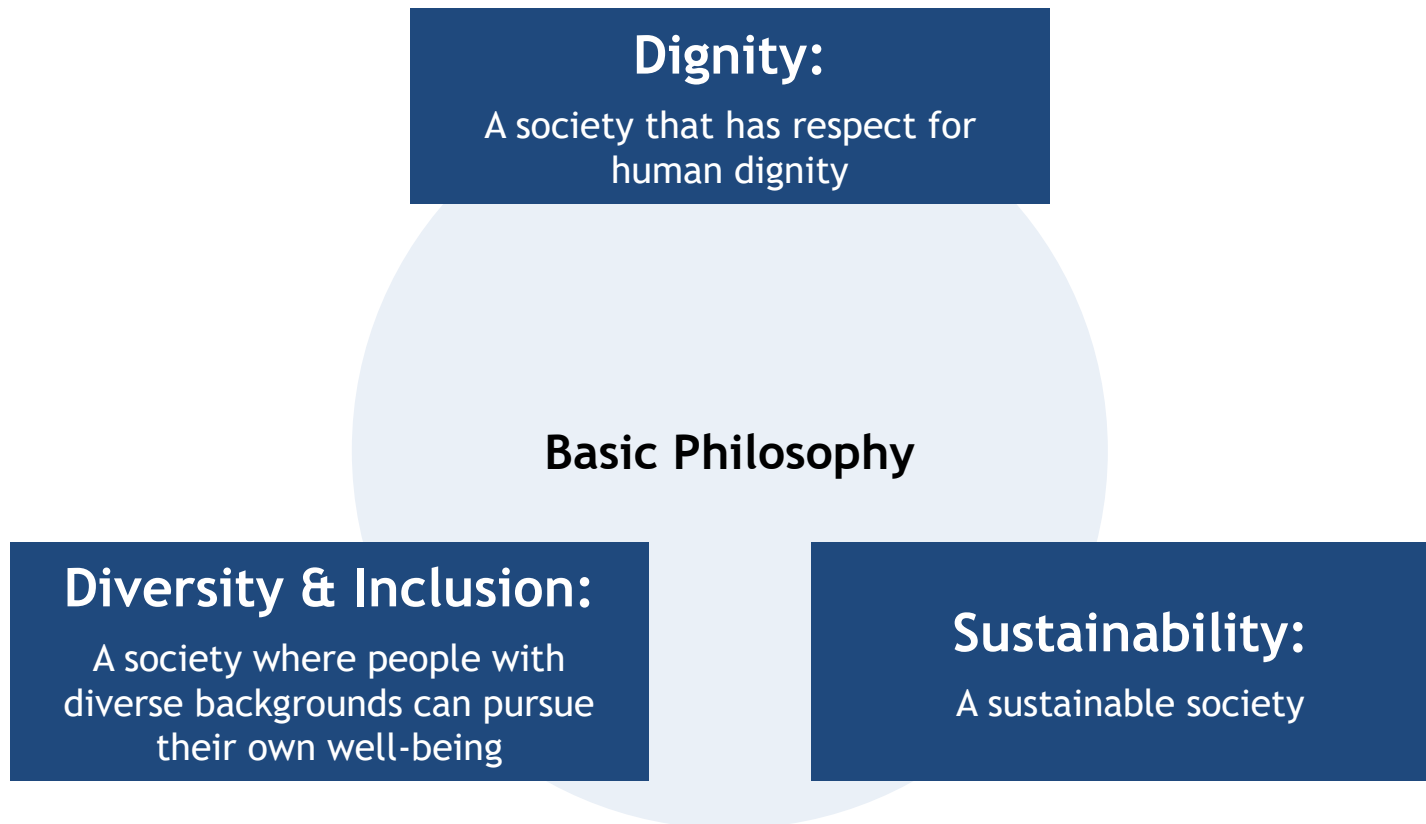 Dignity:
A society that has respect for
human dignity
Basic Philosophy
Diversity & Inclusion:
A society where people with
diverse backgrounds can pursue
their own well-being
Sustainability:
A sustainable society